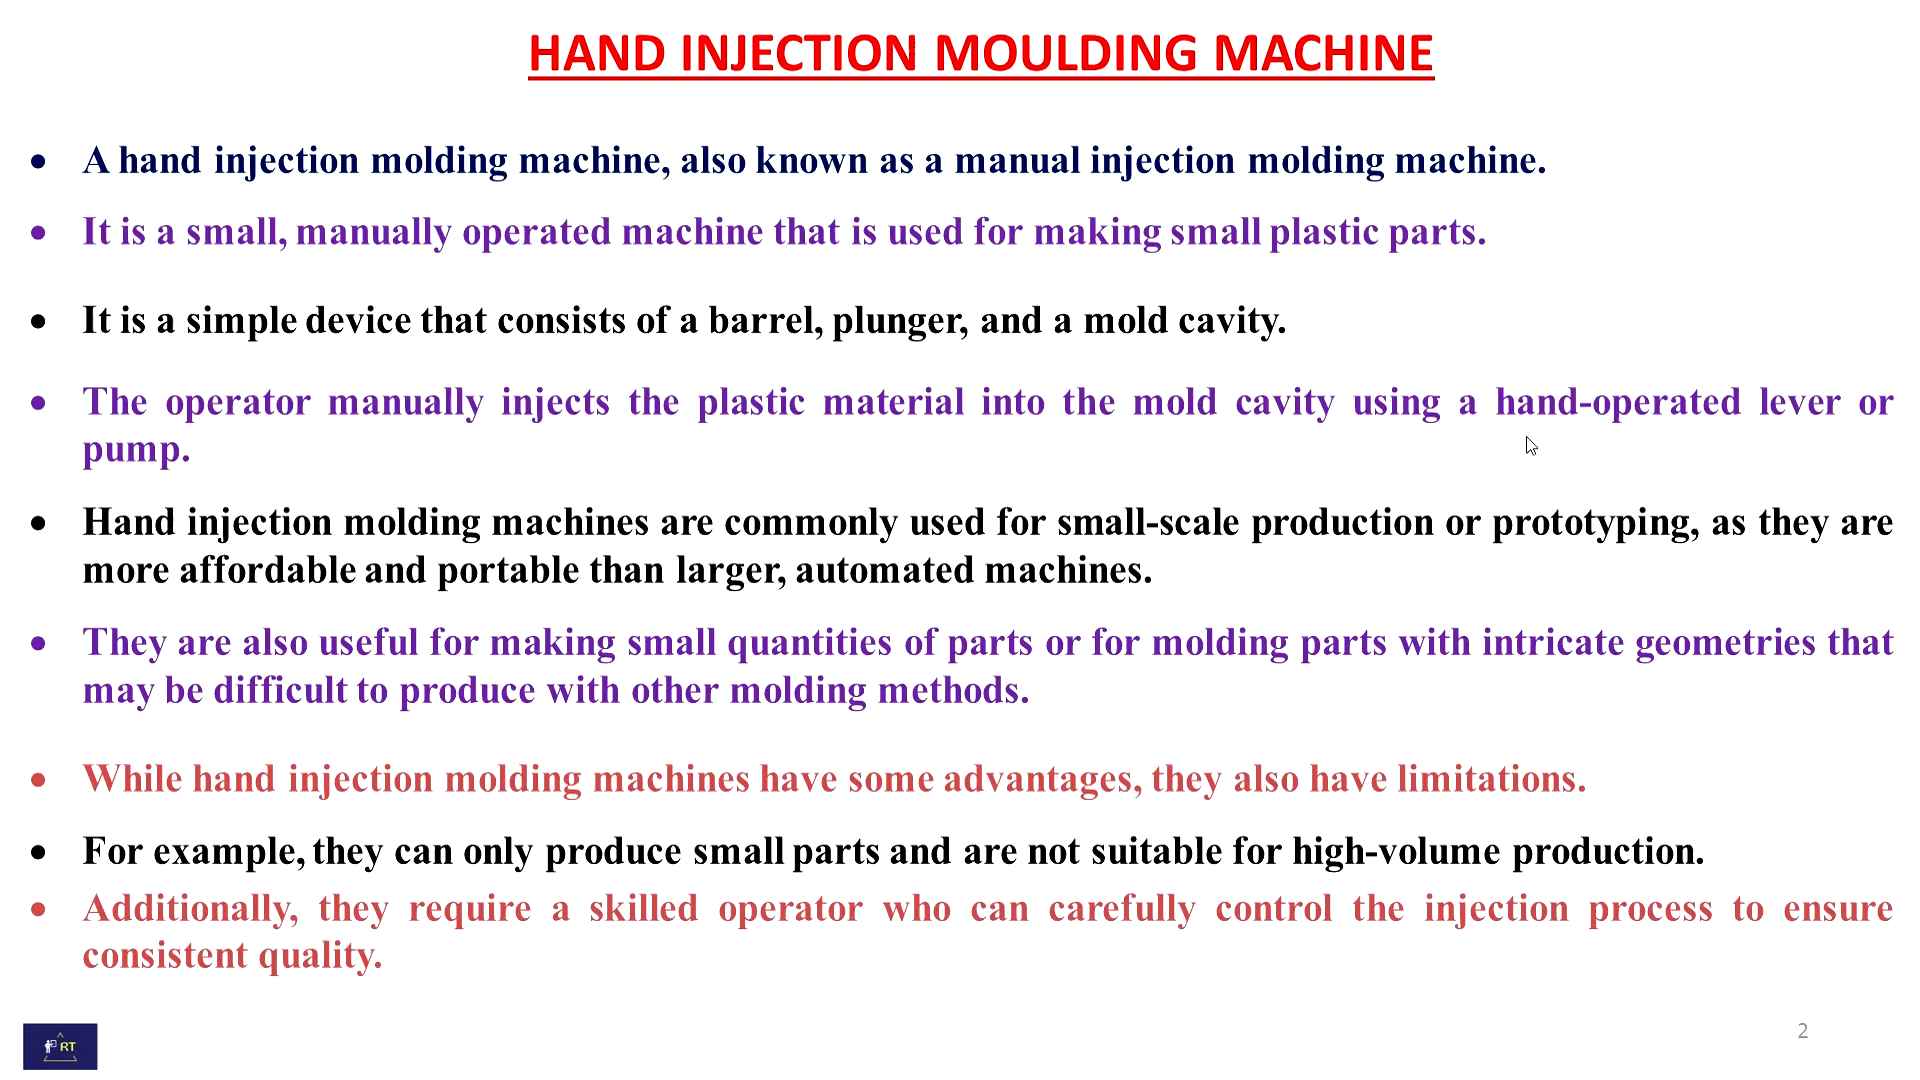 HAND INJECTION MOULDING MACHINE
• A hand injection molding machine, also known as a manual injection molding machine.
• It is a small, manually operated machine that is used for making small plastic parts.
• It is a simple device that consists of a barrel, plunger, and a mold cavity.
• The operator manually injects the plastic material into the mold cavity using a hand-operated lever or
pump.
• Hand injection molding machines are commonly used for small-scale production or prototyping, as they are
more affordable and portable than larger, automated machines.
• They are also useful for making small quantities of parts or for molding parts with intricate geometries that
may be difficult to produce with other molding methods.
• While hand injection molding machines have some advantages, they also have limitations.
• For example, they can only produce small parts and are not suitable for high-volume production.
• Additionally, they require a skilled operator who can carefully control the injection process to ensure
consistent quality.
RT
2